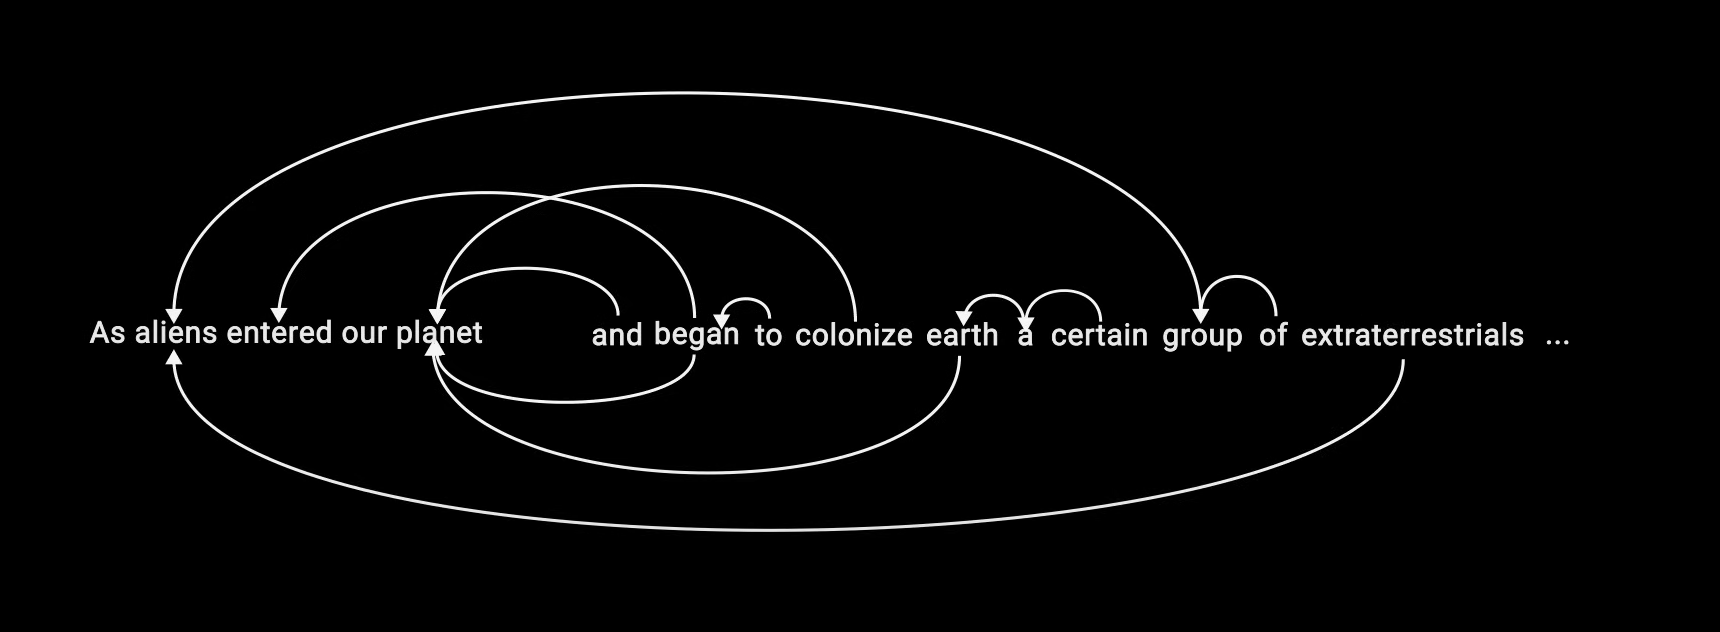 As aliens entered our planet and began to colonize earth a certain group of extraterrestrials ...